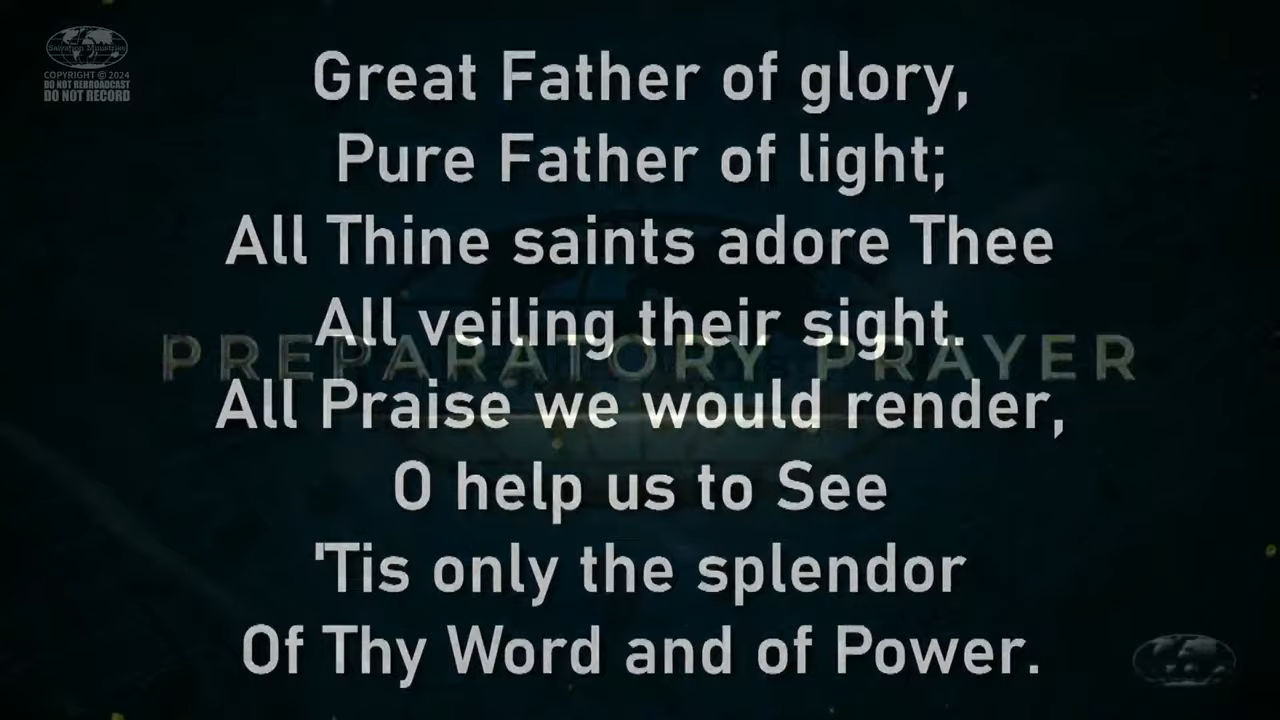 Salvation Ministries
COPYRIGHT © 2024
DO NOT REBROADCAST
DO NOT RECORD
Great Father of glory,
Pure Father of light;
All Thine saints adore Thee
All veiling their sight.
PREPARATORY PRAYER
All Praise we would render,
O help us to See
'Tis only the splendor
Of Thy Word and of Power.